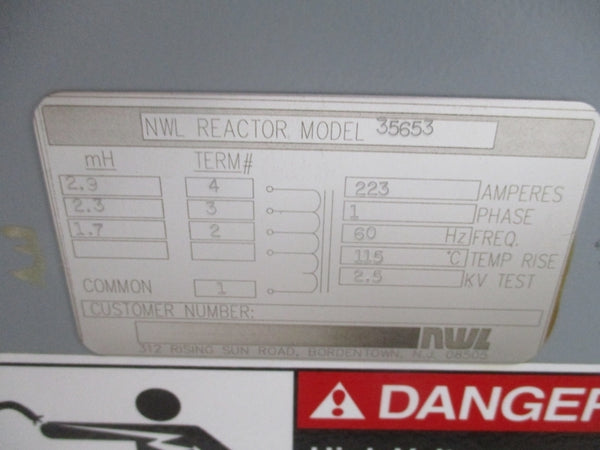 NWL REACTOR MODEL 35653
mH TERM#
2.9 4 223 AMPERES
2.3 3 1 PHASE
1.7 2 60 Hz FREQ.
115 °C TEMP RISE
COMMON 1 2.5 KV TEST
CUSTOMER NUMBER:
nwl
312 RISING SUN ROAD, BORDENTOWN, N.J. 08505
DANGER